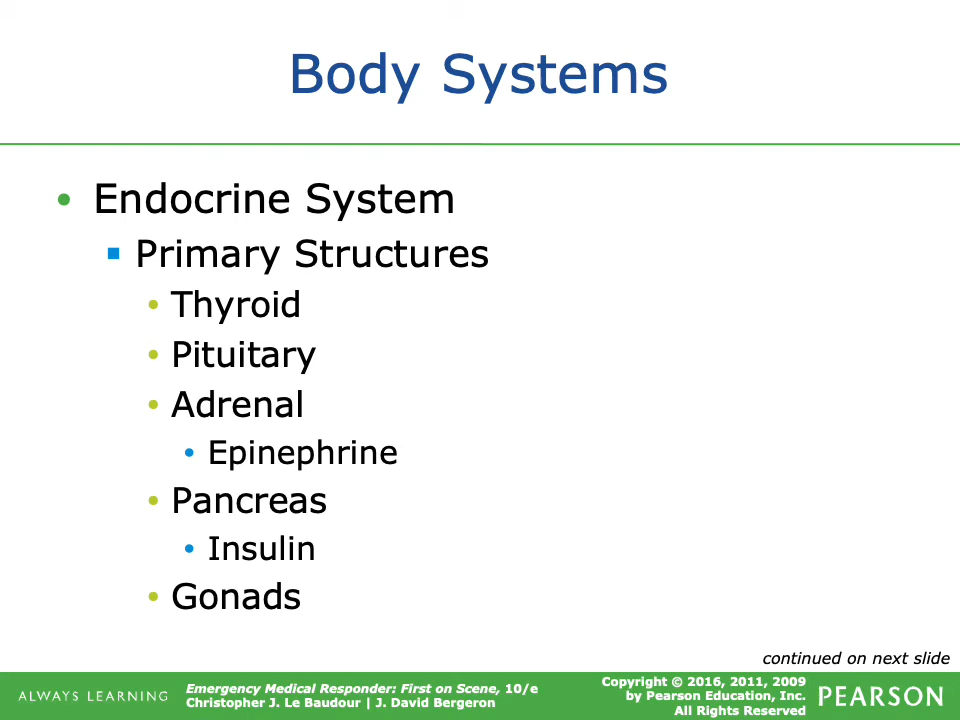 Body Systems
• Endocrine System
▪ Primary Structures
• Thyroid
• Pituitary
• Adrenal
• Epinephrine
• Pancreas
• Insulin
• Gonads
continued on next slide
ALWAYS LEARNING
Emergency Medical Responder: First on Scene, 10/e
Christopher J. Le Baudour | J. David Bergeron
Copyright © 2016, 2011, 2009
by Pearson Education, Inc.
All Rights Reserved
PEARSON